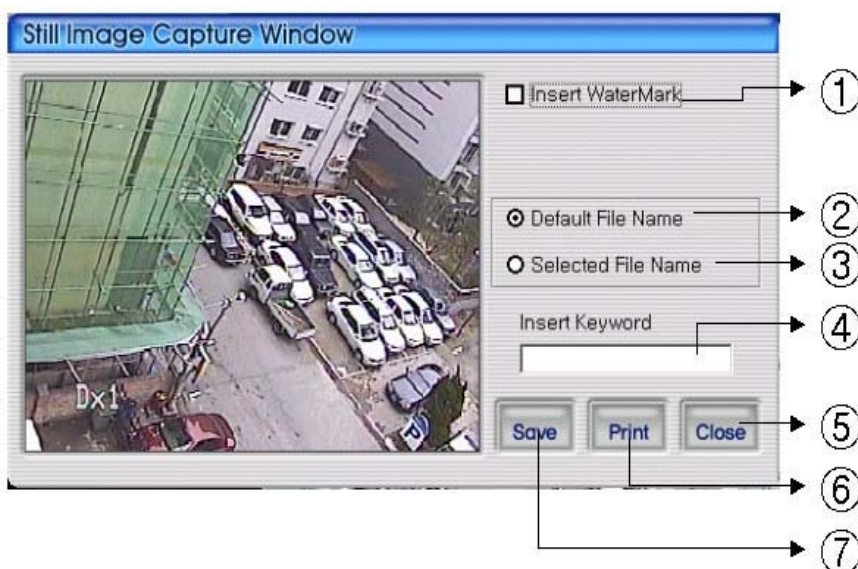 Still Image Capture Window
Insert WaterMark
①
Default File Name
②
Selected File Name
③
Insert Keyword
④
Save Print Close
⑤
⑥
⑦
Dx1
P